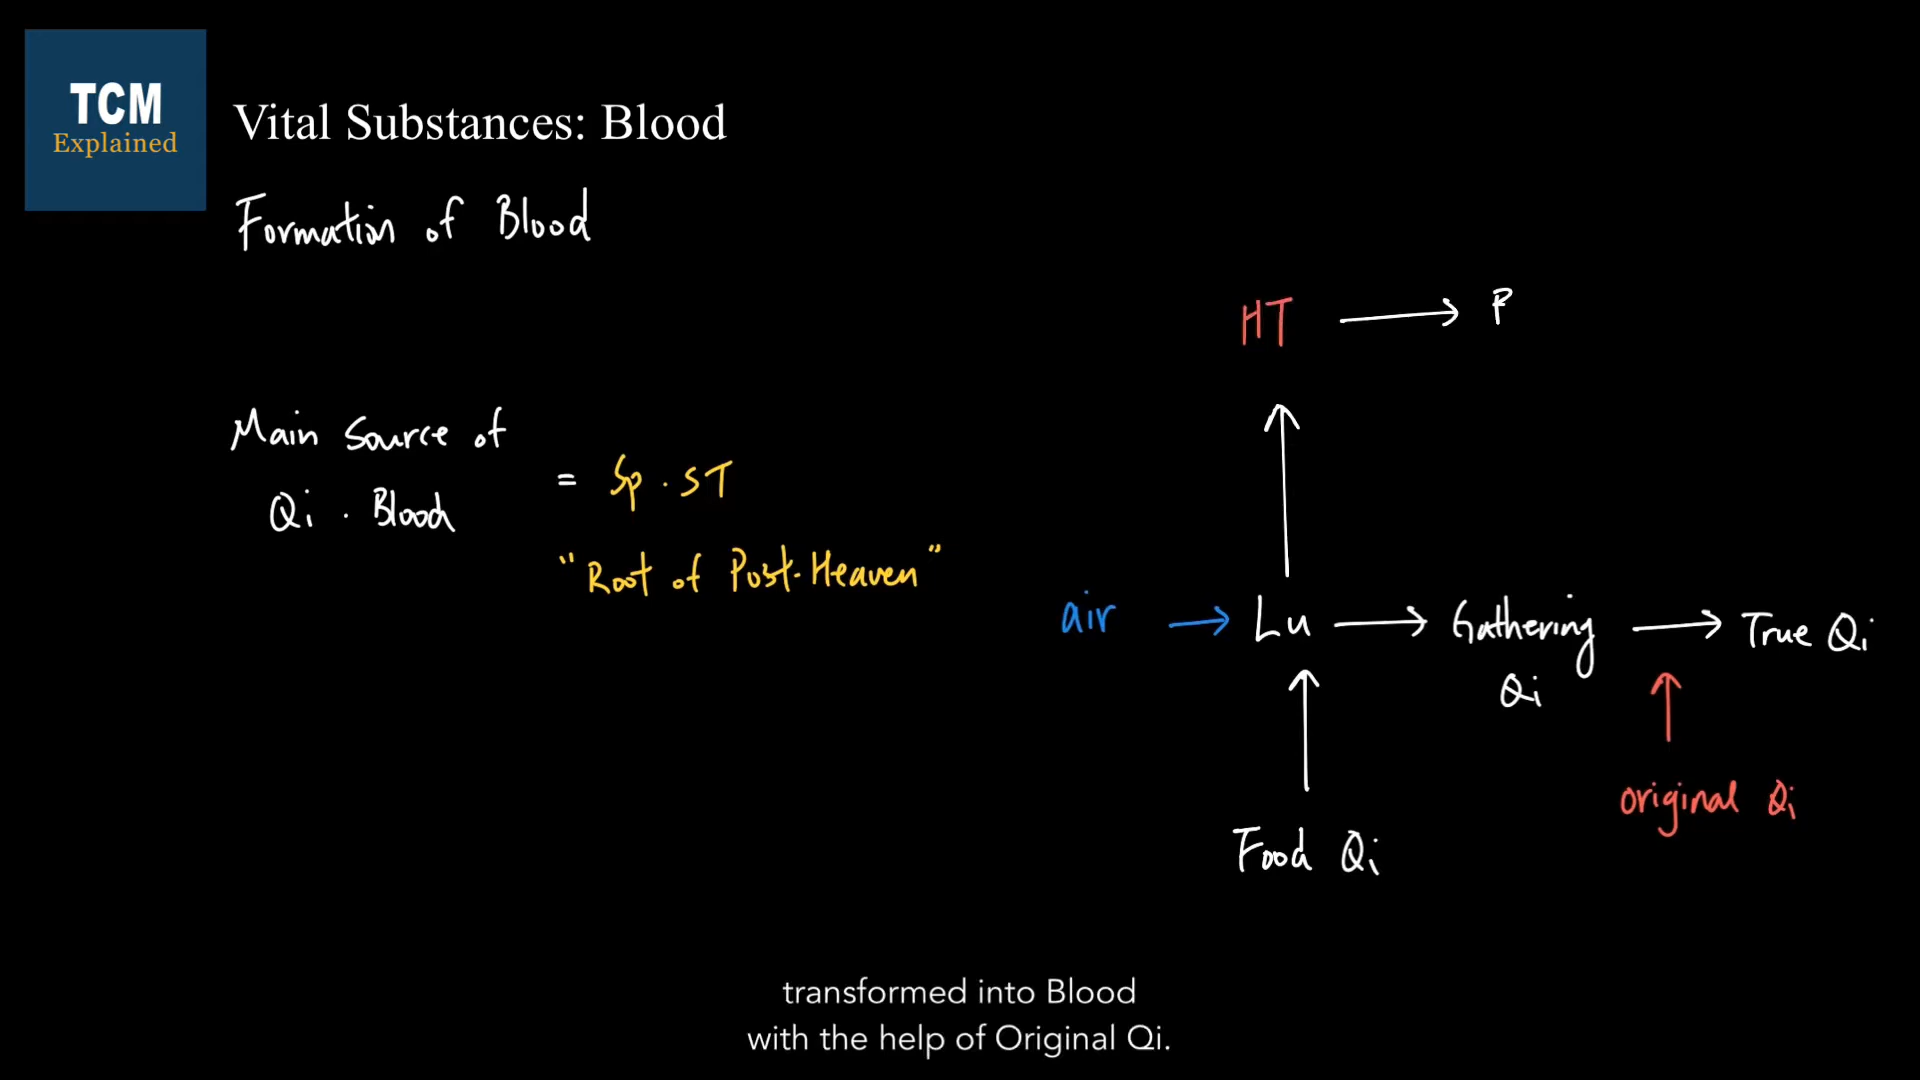 TCM
Explained
Vital Substances: Blood
Formation of Blood
HT
Main Source of
Qi · Blood
= Sp · ST
"Root of Post-Heaven"
air → Lu → Gathering Qi → True Qi
original Qi
Food Qi
transformed into Blood
with the help of Original Qi.